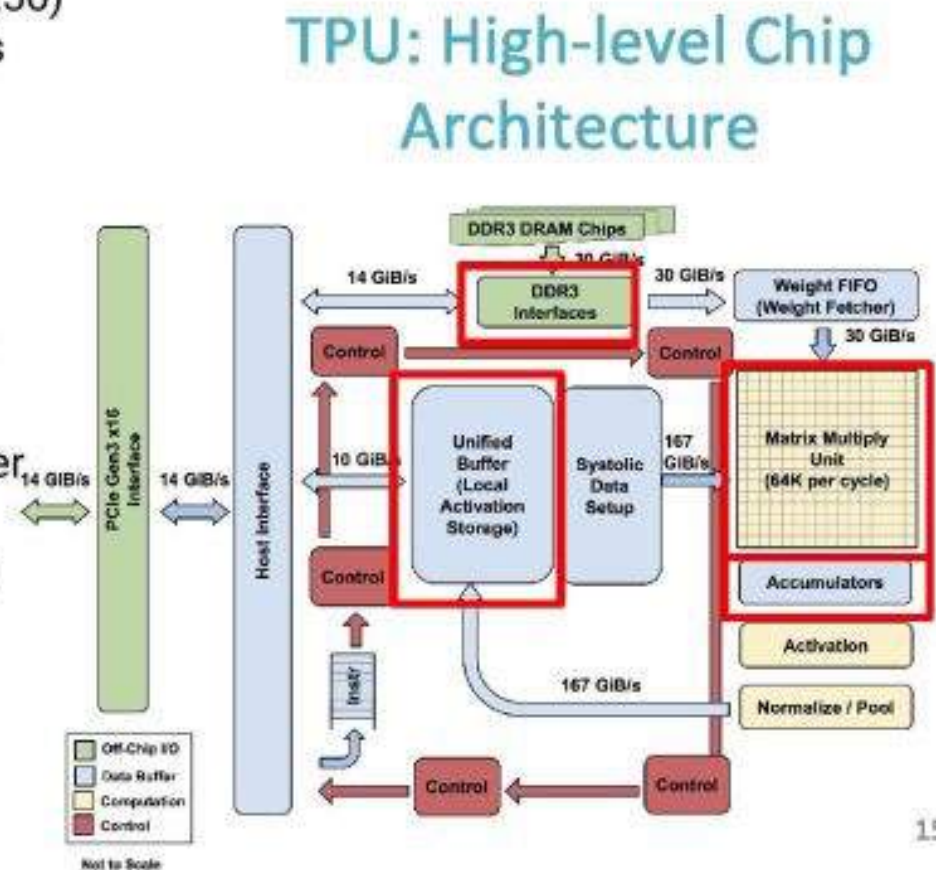 TPU: High-level Chip
Architecture
DDR3 DRAM Chips
30 GiB/s
14 GiB/s
DDR3
Interfaces
30 GiB/s
Weight FIFO
(Weight Fetcher)
30 GiB/s
Control
Control
PCIe Gen3 x16
Interface
Host Interface
14 GiB/s
14 GiB/s
10 GiB/s
Unified
Buffer
(Local
Activation
Storage)
Systolic
Data
Setup
167
GiB/s
Matrix Multiply
Unit
(64K per cycle)
Accumulators
Control
Activation
Instr
167 GiB/s
Normalize / Pool
Control
Control
Off-Chip I/O
Data Buffer
Computation
Control
Not to Scale